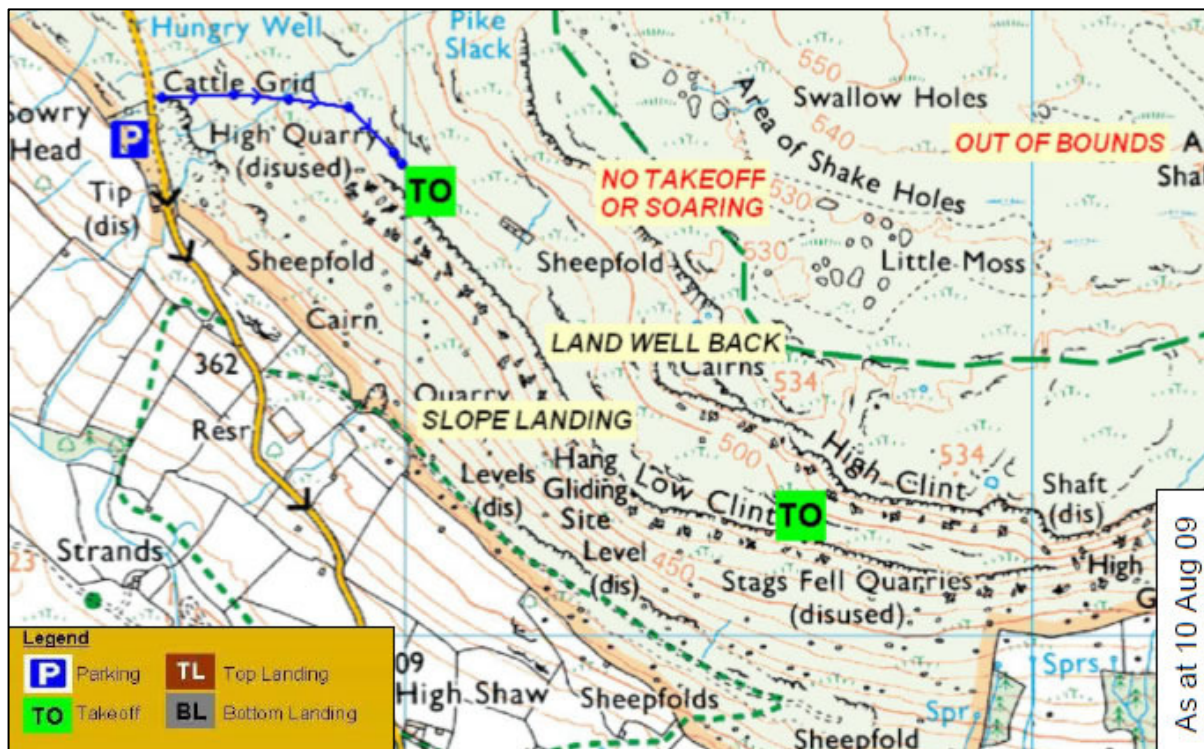 Hungry Well
Pike
Slack
Cattle Grid
High Quarry
(disused)
Head
P
Tip
(dis)
TO
Area of Shake Holes
550
Swallow Holes
540
OUT OF BOUNDS
A
Sha
NO TAKEOFF
OR SOARING
530
530
Little Moss
Sheepfold
Sheepfold
Cairn
LAND WELL BACK
Cairns
534
362
Quarry
SLOPE LANDING
Resr
500
High Clint
534
Shaft
(dis)
Levels
(dis)
Hang
Gliding
Site
Low Clint
TO
Level
(dis)
450
Stags Fell Quarries
(disused)
High
G
Strands
23
Legend
P Parking
TL Top Landing
TO Takeoff
BL Bottom Landing
09
High Shaw
Sheepfolds
Sprs
Spr
Sheepfold
As at 10 Aug 09